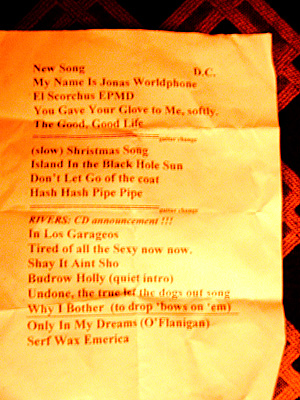 New Song
D.C.
My Name Is Jonas Worldphone
El Scorchus EPMD
You Gave Your Glove to Me, softly.
The Good, Good Life
guitar change
(slow) Shristmas Song
Island In the Black Hole Sun
Don't Let Go of the coat
Hash Hash Pipe Pipe
guitar change
RIVERS: CD announcement !!!
In Los Garageos
Tired of all the Sexy now now.
Shay It Aint Sho
Budrow Holly (quiet intro)
Undone, the true let the dogs out song
Why I Bother (to drop 'bows on 'em)
Only In My Dreams (O'Flanigan)
Serf Wax Emerica